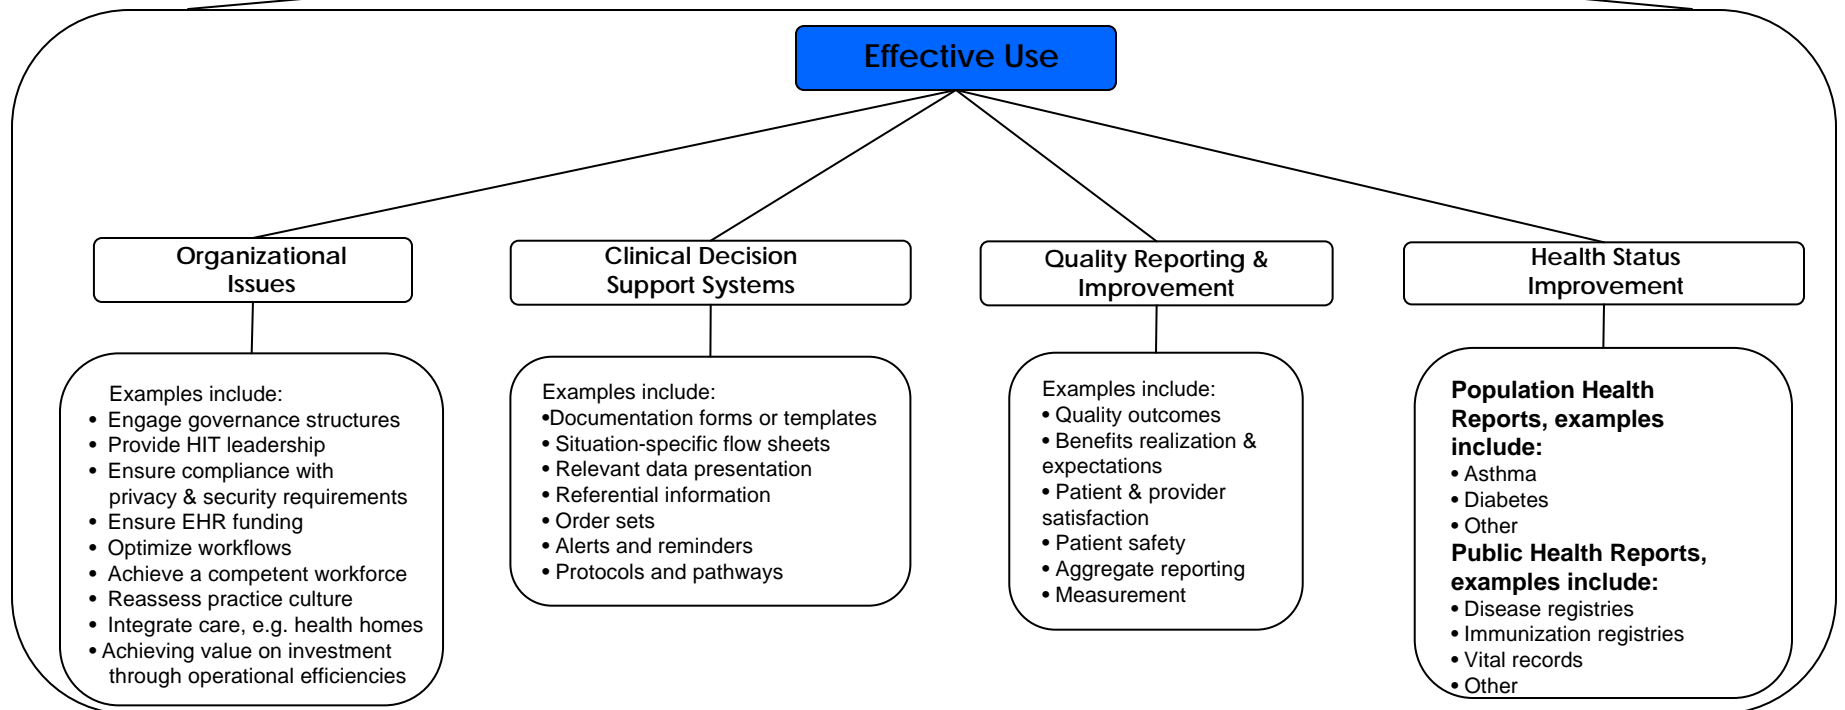 Effective Use
Organizational
Issues
Examples include:
• Engage governance structures
• Provide HIT leadership
• Ensure compliance with
privacy & security requirements
• Ensure EHR funding
• Optimize workflows
• Achieve a competent workforce
• Reassess practice culture
• Integrate care, e.g. health homes
• Achieving value on investment
through operational efficiencies
Clinical Decision
Support Systems
Examples include:
•Documentation forms or templates
• Situation-specific flow sheets
• Relevant data presentation
• Referential information
• Order sets
• Alerts and reminders
• Protocols and pathways
Quality Reporting &
Improvement
Examples include:
• Quality outcomes
• Benefits realization &
expectations
• Patient & provider
satisfaction
• Patient safety
• Aggregate reporting
• Measurement
Health Status
Improvement
Population Health
Reports, examples
include:
• Asthma
• Diabetes
• Other
Public Health Reports,
examples include:
• Disease registries
• Immunization registries
• Vital records
• Other